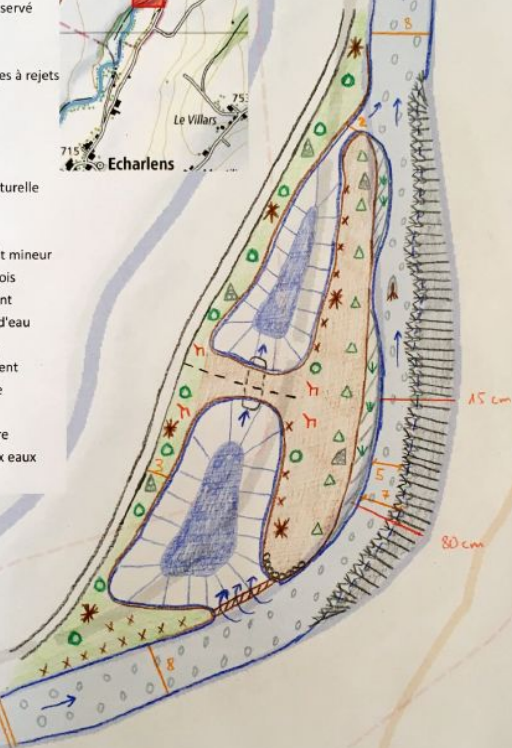 servé
es à rejets
turelle
t mineur
ois
nt
d'eau
ent
e
re
x eaux
Le Villars
753
715
Echarlens
8
2
15 cm
3
5
7
80 cm
8